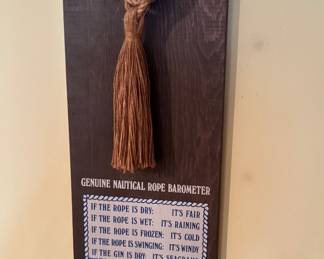 GENUINE NAUTICAL ROPE BAROMETER
IF THE ROPE IS DRY: IT'S FAIR
IF THE ROPE IS WET: IT'S RAINING
IF THE ROPE IS FROZEN: IT'S COLD
IF THE ROPE IS SWINGING: IT'S WINDY
IF THE GIN IS DRY: IT'S SEAGRAM